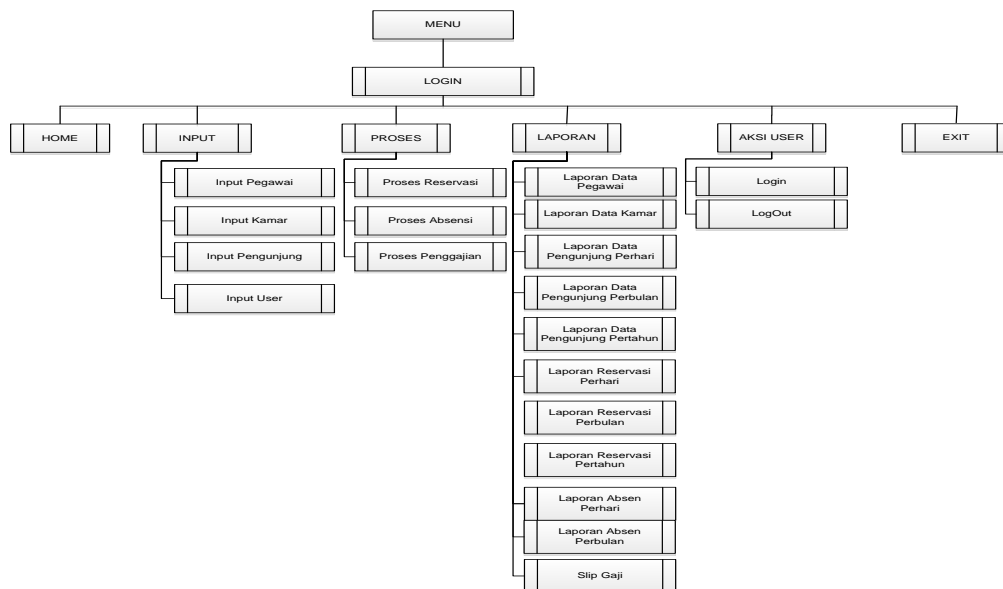 MENU
LOGIN
HOME
INPUT
PROSES
LAPORAN
AKSI USER
EXIT
Input Pegawai
Input Kamar
Input Pengunjung
Input User
Proses Reservasi
Proses Absensi
Proses Penggajian
Laporan Data
Pegawai
Laporan Data Kamar
Laporan Data
Pengunjung Perhari
Laporan Data
Pengunjung Perbulan
Laporan Data
Pengunjung Pertahun
Laporan Reservasi
Perhari
Laporan Reservasi
Perbulan
Laporan Reservasi
Pertahun
Laporan Absen
Perhari
Laporan Absen
Perbulan
Slip Gaji
Login
LogOut